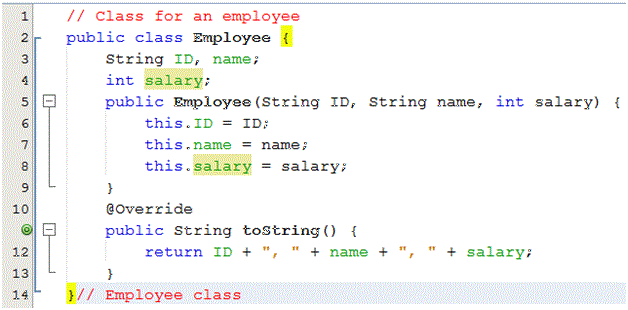 1 // Class for an employee
2 public class Employee {
3 String ID, name;
4 int salary;
5 public Employee(String ID, String name, int salary) {
6 this.ID = ID;
7 this.name = name;
8 this.salary = salary;
9 }
10 @Override
public String toString() {
12 return ID + ", " + name + ", " + salary;
13 }
14 }// Employee class